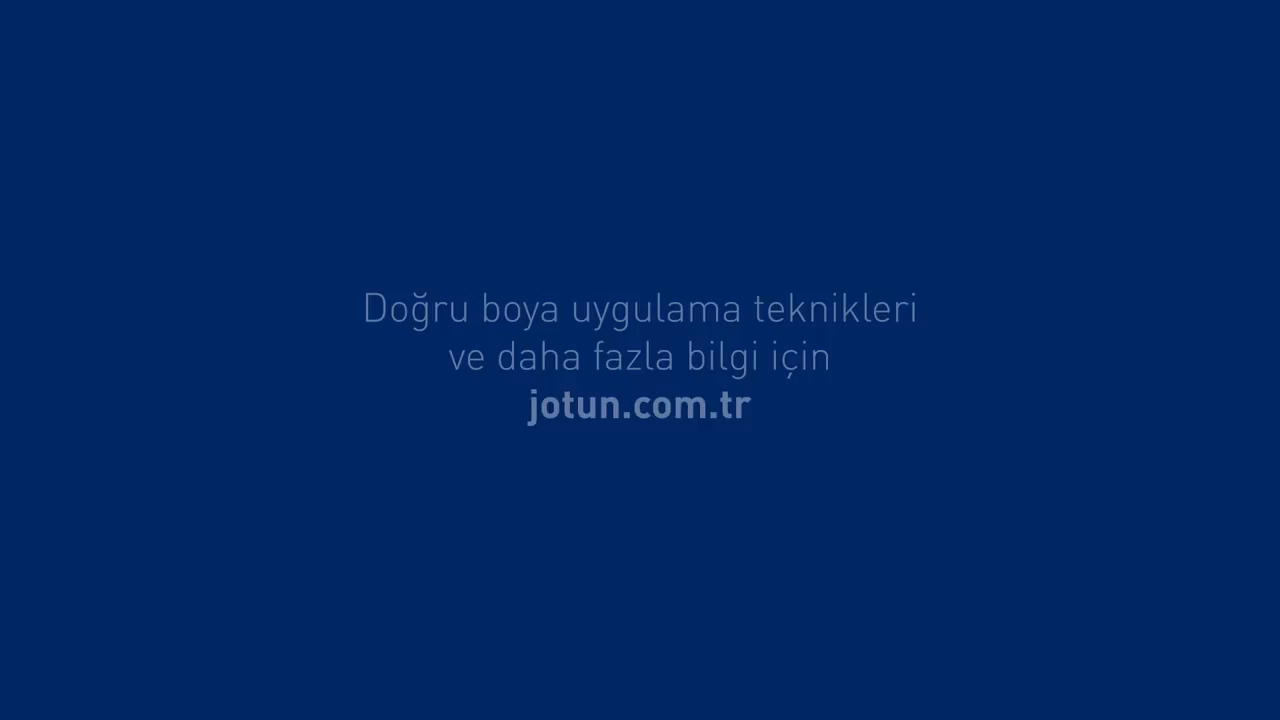 Doğru boya uygulama teknikleri
ve daha fazla bilgi için
jotun.com.tr